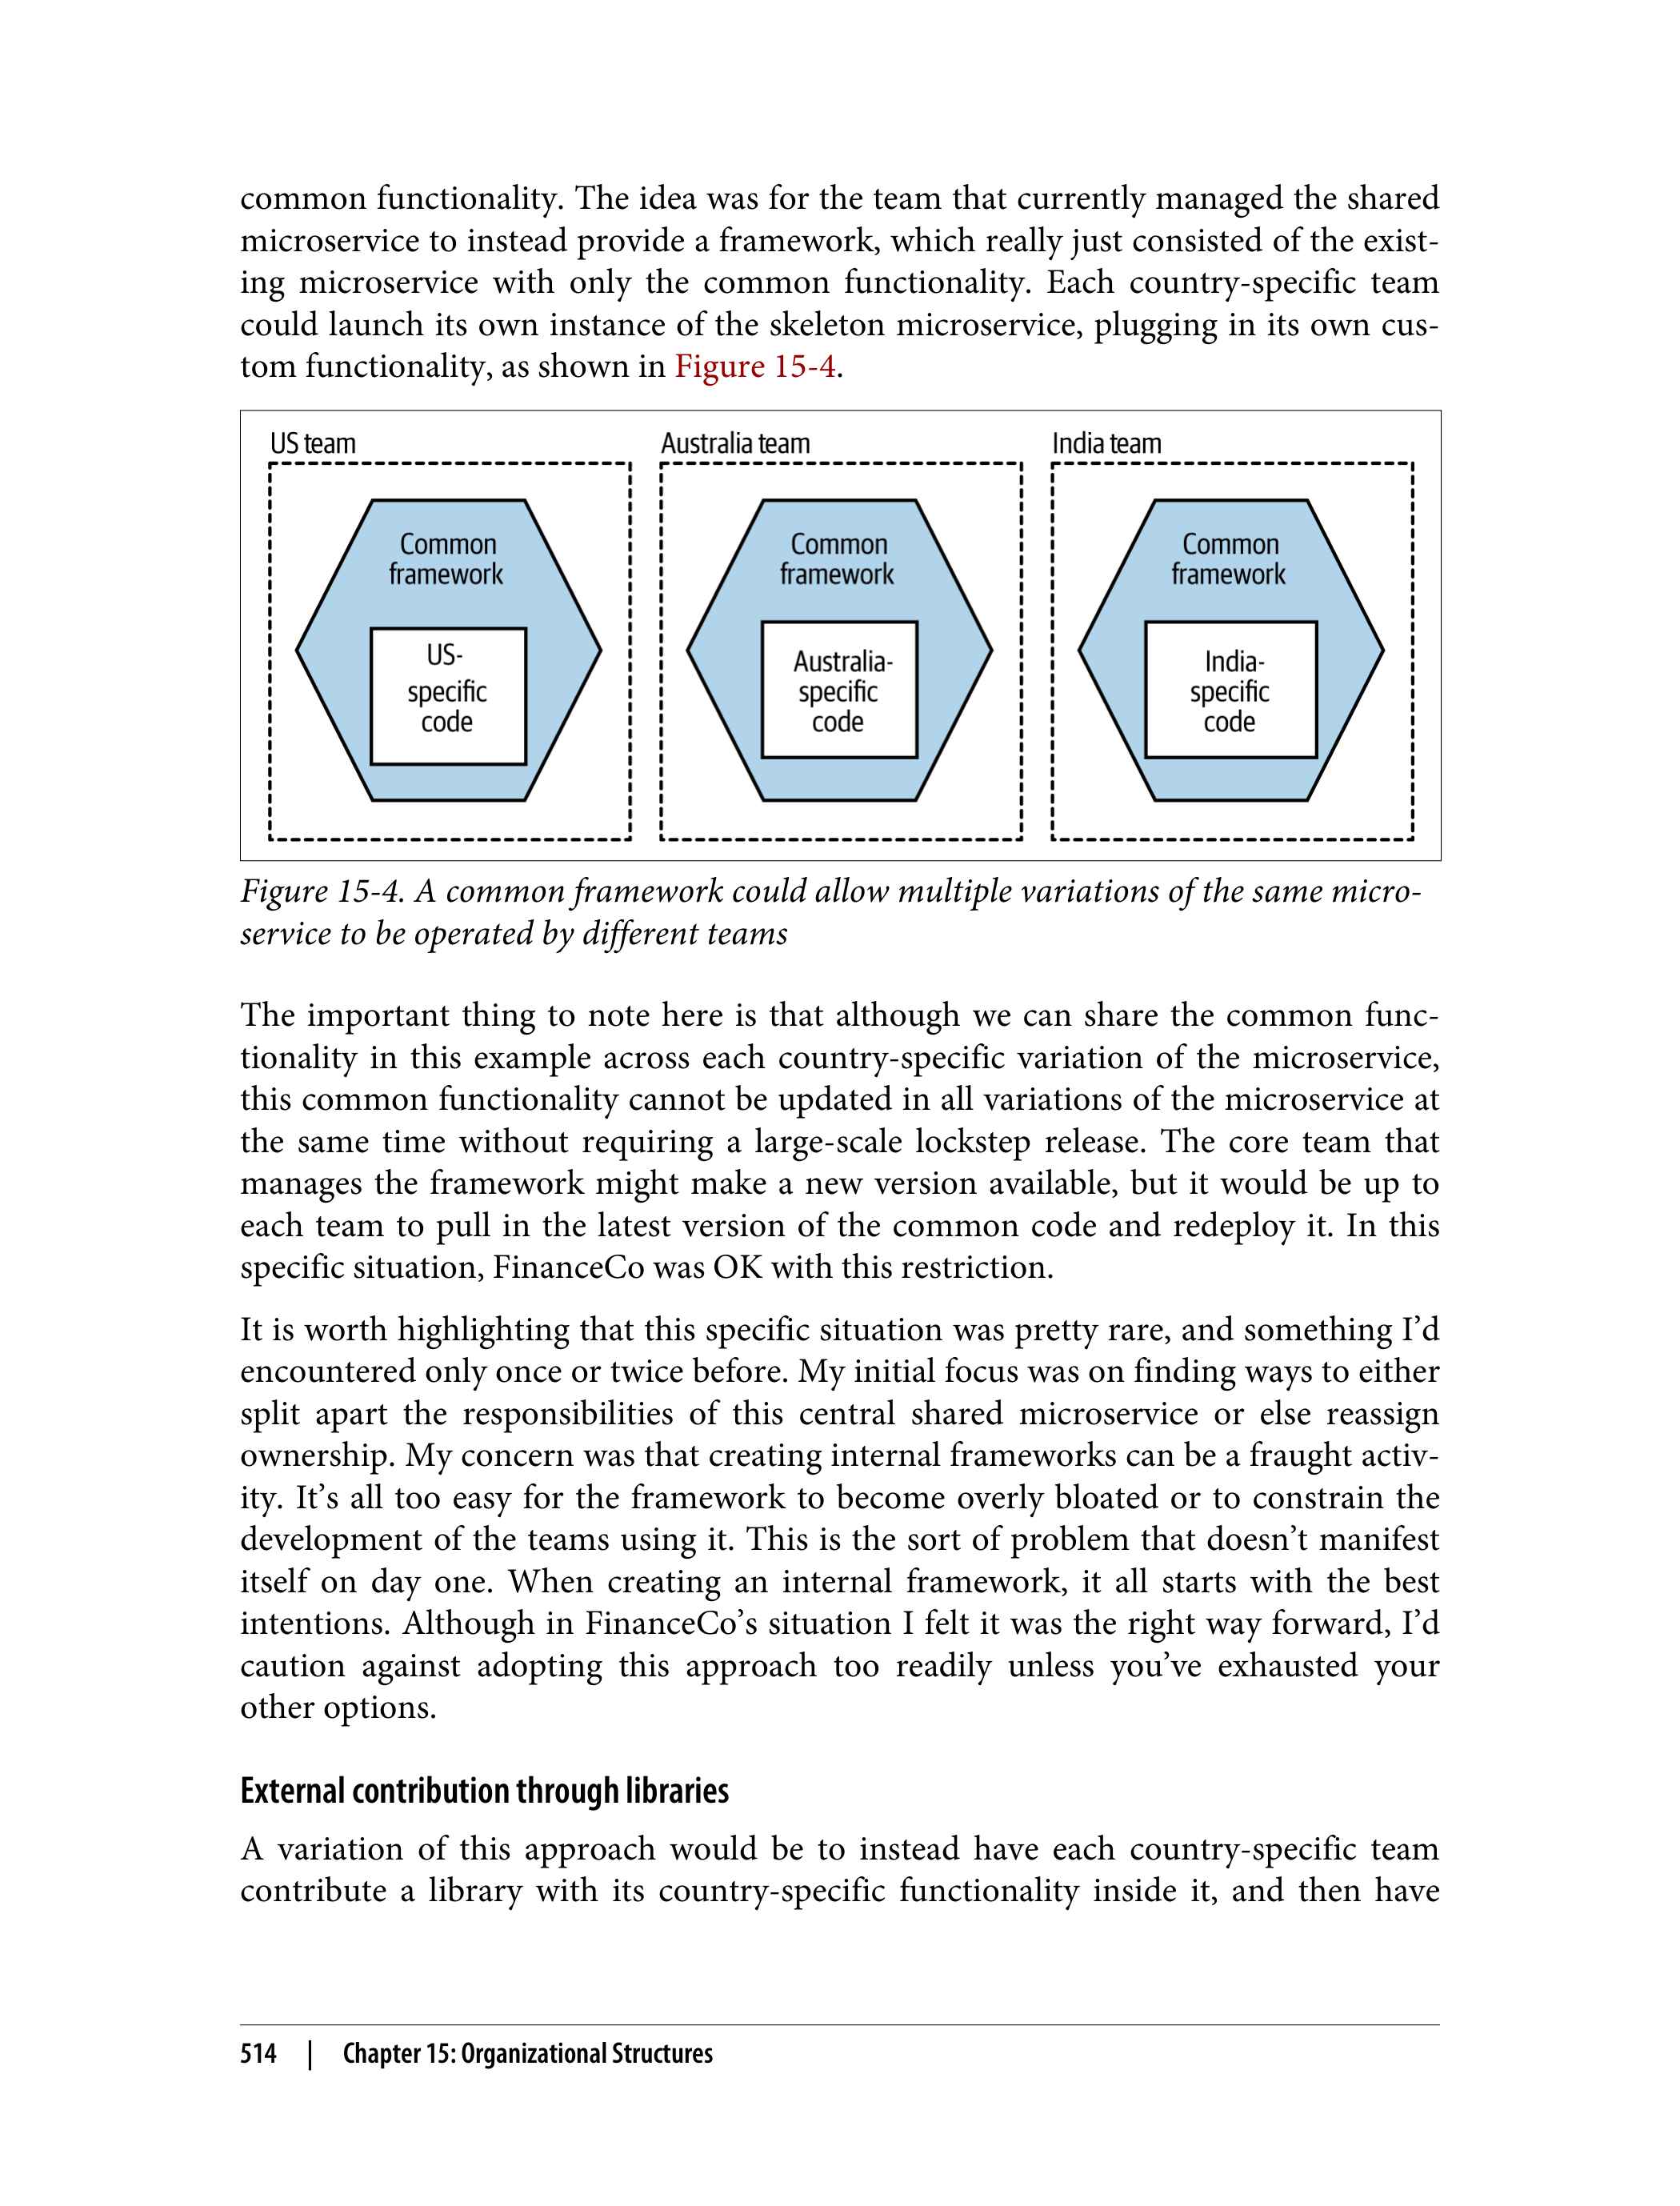 common functionality. The idea was for the team that currently managed the shared
microservice to instead provide a framework, which really just consisted of the exist-
ing microservice with only the common functionality. Each country-specific team
could launch its own instance of the skeleton microservice, plugging in its own cus-
tom functionality, as shown in Figure 15-4.
US team
Common
framework
US-
specific
code
Australia team
Common
framework
Australia-
specific
code
India team
Common
framework
India-
specific
code
Figure 15-4. A common framework could allow multiple variations of the same micro-
service to be operated by different teams
The important thing to note here is that although we can share the common func-
tionality in this example across each country-specific variation of the microservice,
this common functionality cannot be updated in all variations of the microservice at
the same time without requiring a large-scale lockstep release. The core team that
manages the framework might make a new version available, but it would be up to
each team to pull in the latest version of the common code and redeploy it. In this
specific situation, FinanceCo was OK with this restriction.
It is worth highlighting that this specific situation was pretty rare, and something I’d
encountered only once or twice before. My initial focus was on finding ways to either
split apart the responsibilities of this central shared microservice or else reassign
ownership. My concern was that creating internal frameworks can be a fraught activ-
ity. It’s all too easy for the framework to become overly bloated or to constrain the
development of the teams using it. This is the sort of problem that doesn’t manifest
itself on day one. When creating an internal framework, it all starts with the best
intentions. Although in FinanceCo’s situation I felt it was the right way forward, I’d
caution against adopting this approach too readily unless you’ve exhausted your
other options.
External contribution through libraries
A variation of this approach would be to instead have each country-specific team
contribute a library with its country-specific functionality inside it, and then have
514 | Chapter 15: Organizational Structures